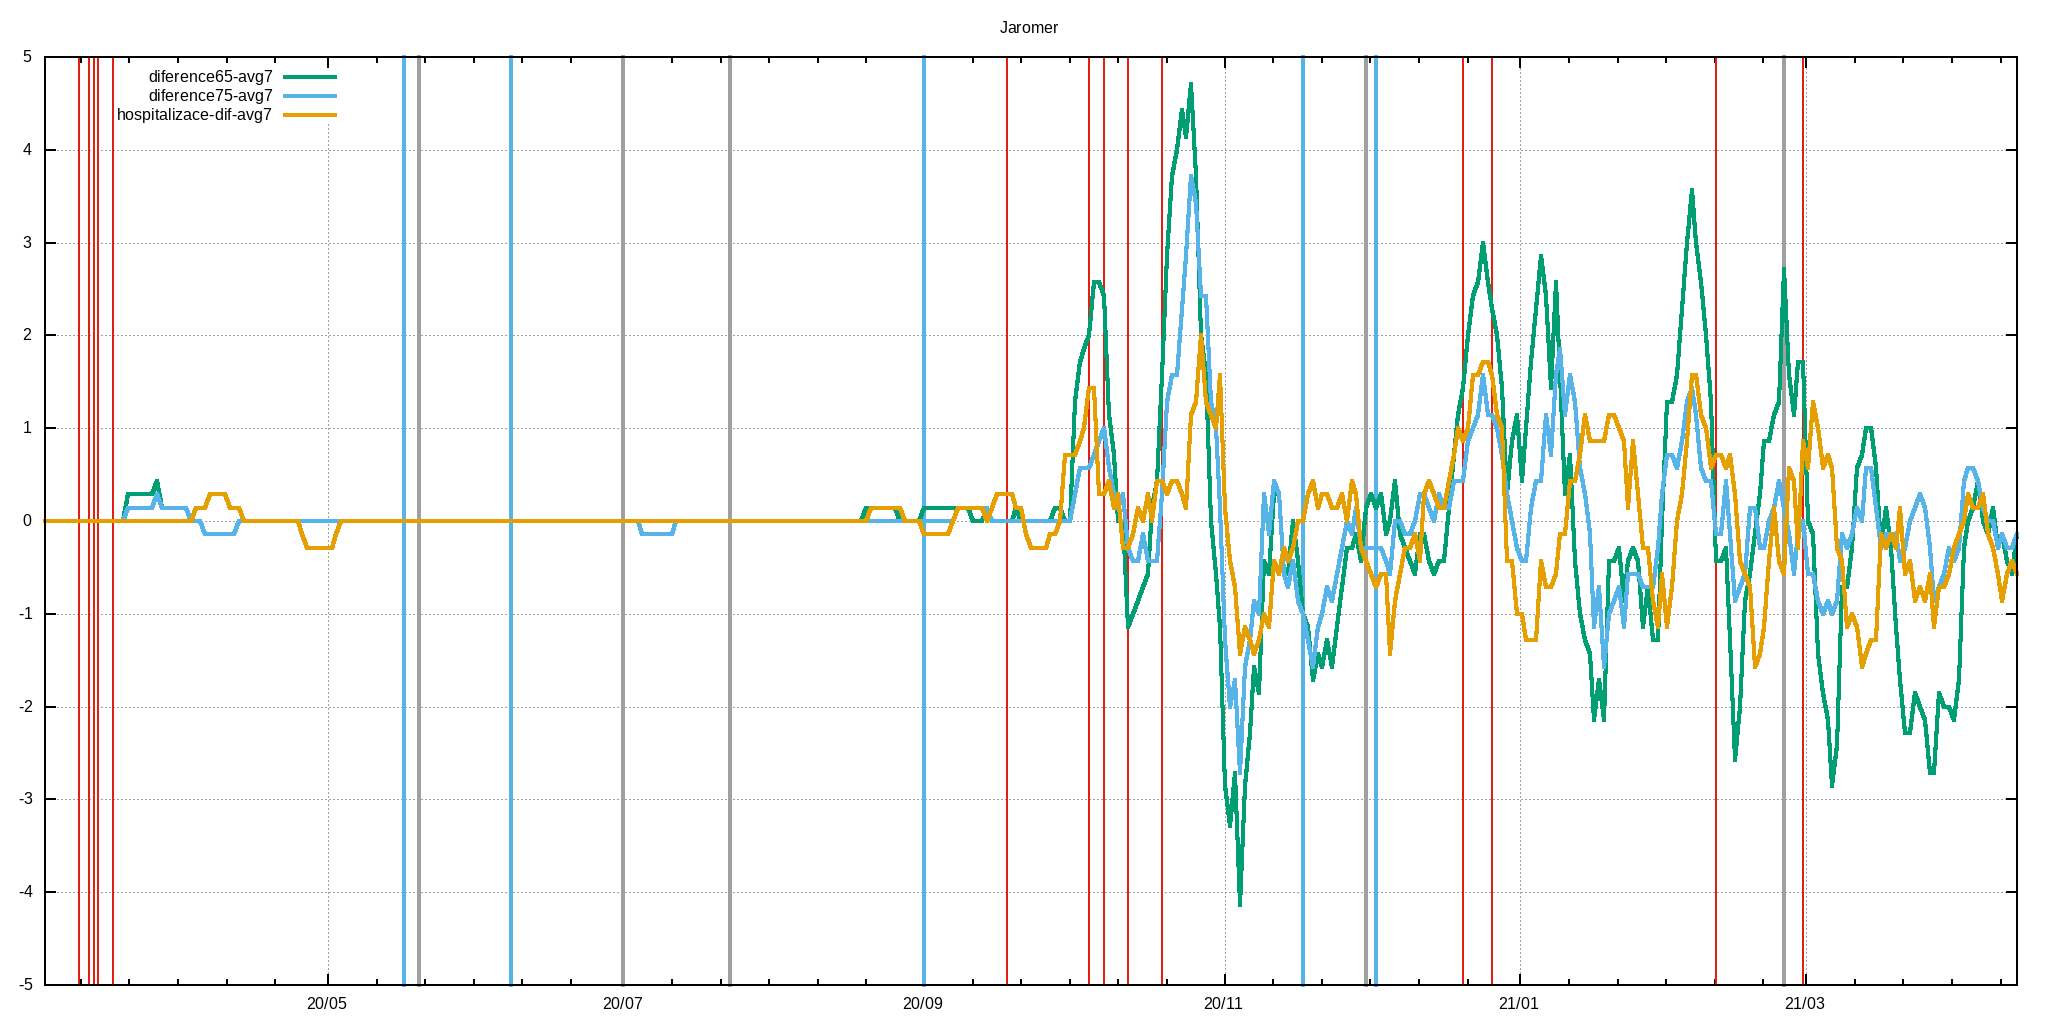 Jaromer
diference65-avg7
diference75-avg7
hospitalizace-dif-avg7
5
4
3
2
1
0
-1
-2
-3
-4
-5
20/05 20/07 20/09 20/11 21/01 21/03